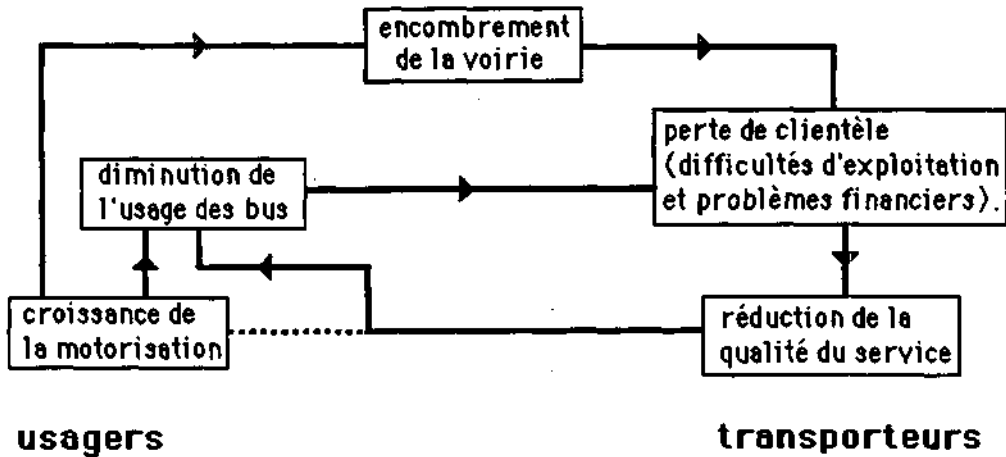 encombrement
de la voirie
perte de clientèle
(difficultés d'exploitation
et problèmes financiers).
diminution de
l'usage des bus
croissance de
la motorisation
réduction de la
qualité du service
usagers
transporteurs